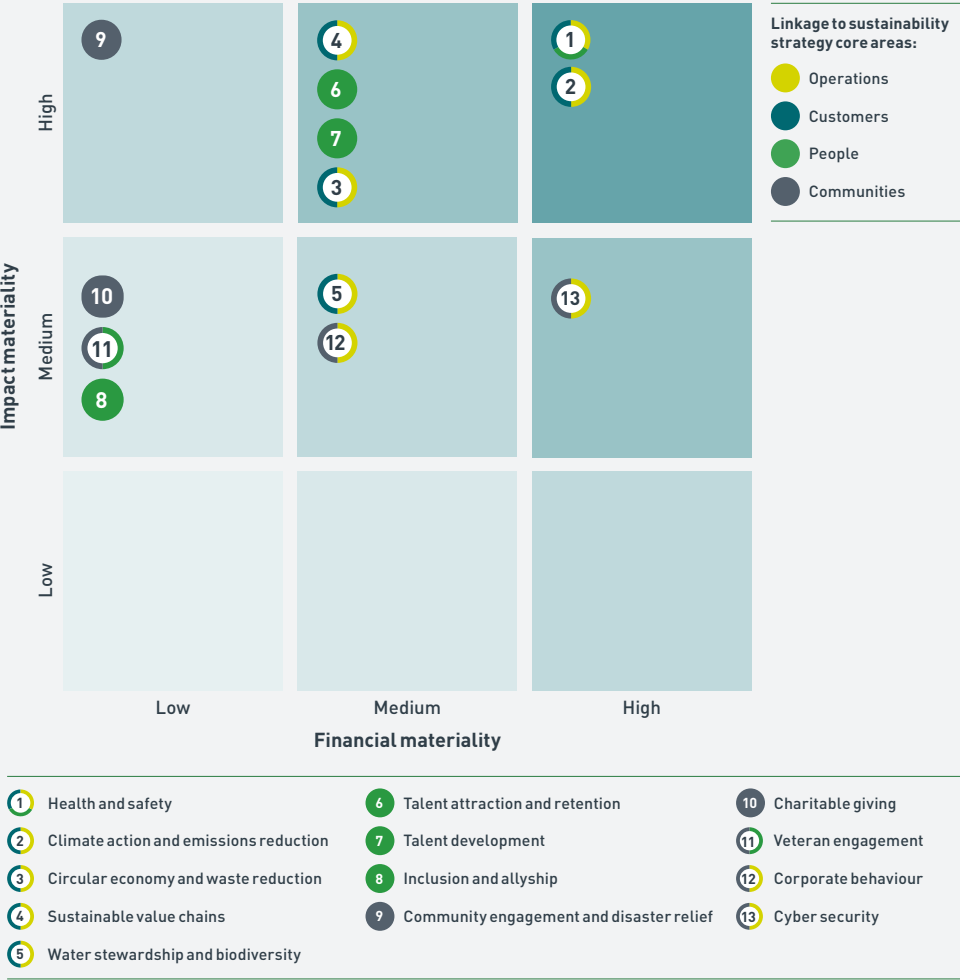 Linkage to sustainability
strategy core areas:
Operations
Customers
People
Communities
Impact materiality
High
9
4
6
7
3
1
2
Medium
10
11
8
5
12
13
Low
Low
Medium
High
Financial materiality
1 Health and safety
2 Climate action and emissions reduction
3 Circular economy and waste reduction
4 Sustainable value chains
5 Water stewardship and biodiversity
6 Talent attraction and retention
7 Talent development
8 Inclusion and allyship
9 Community engagement and disaster relief
10 Charitable giving
11 Veteran engagement
12 Corporate behaviour
13 Cyber security